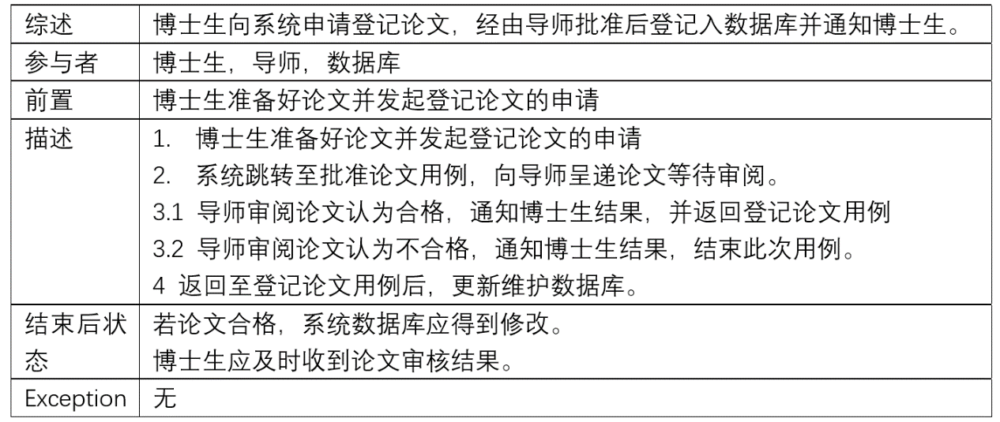 综述 博士生向系统申请登记论文，经由导师批准后登记入数据库并通知博士生。
参与者 博士生，导师，数据库
前置 博士生准备好论文并发起登记论文的申请
描述 1. 博士生准备好论文并发起登记论文的申请
2. 系统跳转至批准论文用例，向导师呈递论文等待审阅。
3.1 导师审阅论文认为合格，通知博士生结果，并返回登记论文用例
3.2 导师审阅论文认为不合格，通知博士生结果，结束此次用例。
4 返回至登记论文用例后，更新维护数据库。
结束后状 若论文合格，系统数据库应得到修改。
态 博士生应及时收到论文审核结果。
Exception 无